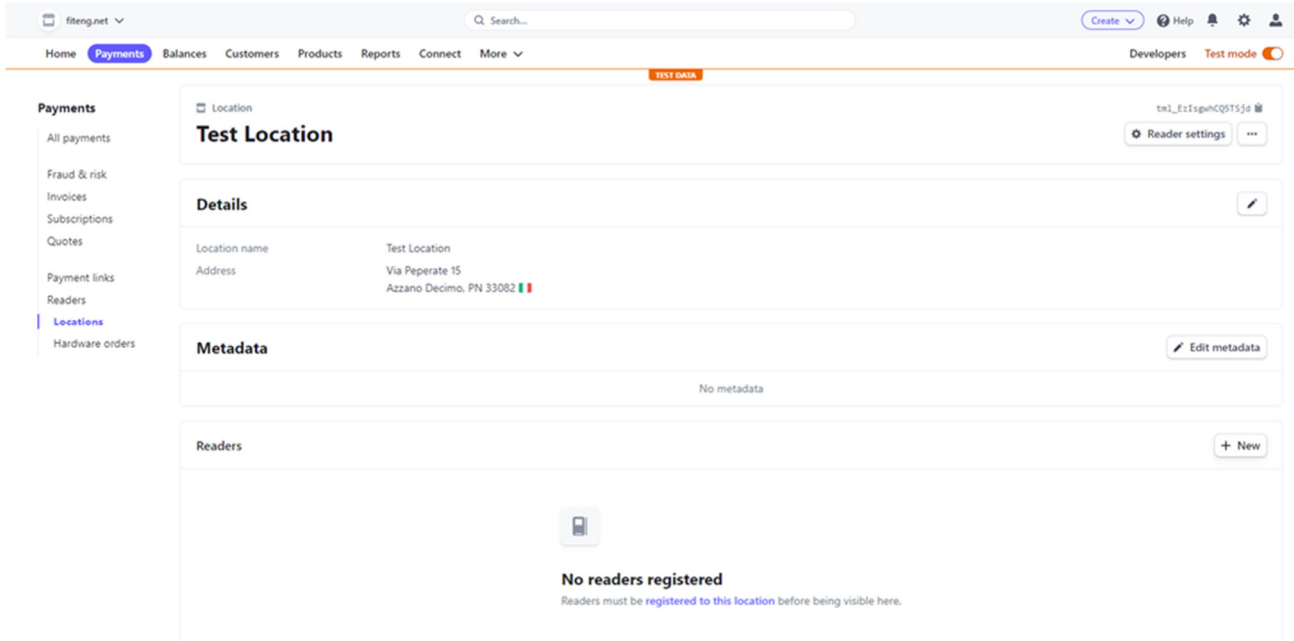 fiteng.net
Search...
Create
Help
Home Payments Balances Customers Products Reports Connect More
Developers Test mode
TEST DATA
Payments
All payments
Fraud & risk
Invoices
Subscriptions
Quotes
Payment links
Readers
Locations
Hardware orders
Location
Test Location
Reader settings
Details
Location name Test Location
Address Via Peperate 15
Azzano Decimo, PN 33082
Metadata
Edit metadata
No metadata
Readers
+ New
No readers registered
Readers must be registered to this location before being visible here.